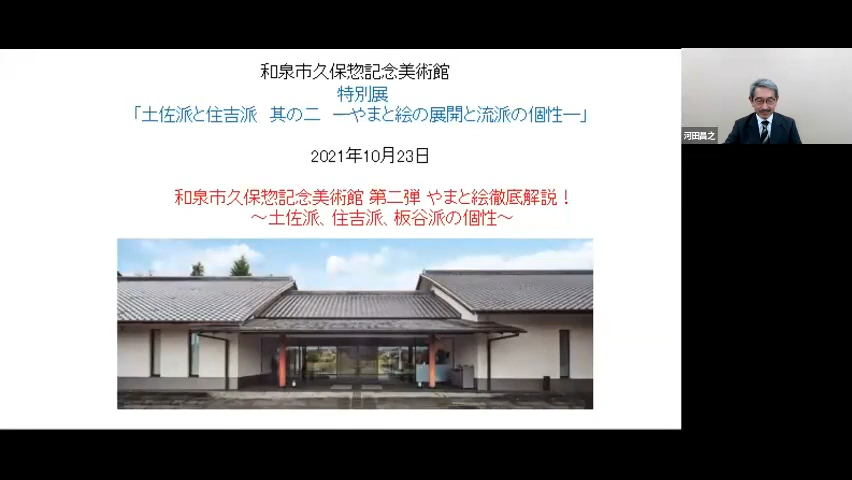 和泉市久保惣記念美術館
特別展
「土佐派と住吉派 其の二 ーやまと絵の展開と流派の個性ー」
2021年10月23日
和泉市久保惣記念美術館 第二弾 やまと絵徹底解説！
～土佐派、住吉派、板谷派の個性～
河田昌之